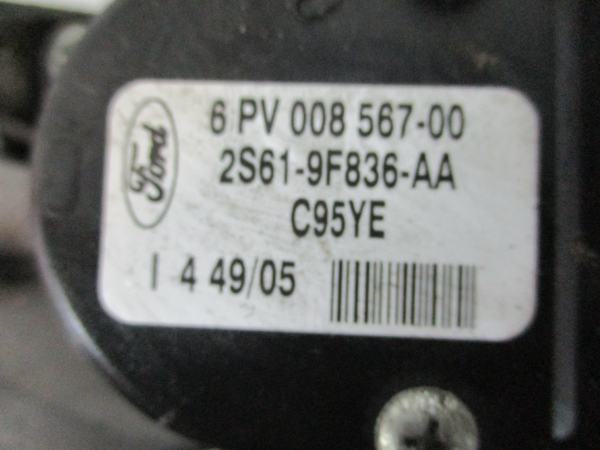 Ford
6 PV 008 567-00
2S61-9F836-AA
C95YE
I 4 49/05